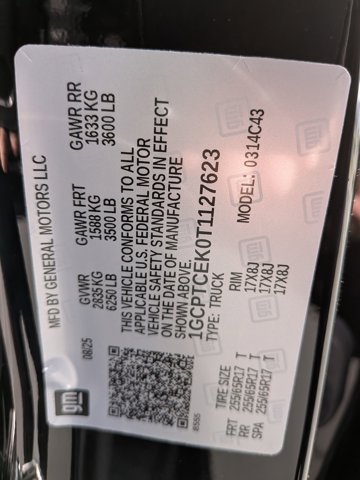 gm
MFD BY GENERAL MOTORS LLC
08/25
GVWR GAWR FRT GAWR RR
2835 KG 1588 KG 1633 KG
6250 LB 3500 LB 3600 LB
THIS VEHICLE CONFORMS TO ALL
APPLICABLE U.S. FEDERAL MOTOR
VEHICLE SAFETY STANDARDS IN EFFECT
ON THE DATE OF MANUFACTURE
SHOWN ABOVE.
1GCPTCEK0T1127623
TYPE: TRUCK MODEL: 0314C43
TIRE SIZE RIM
FRT 255/65R17 T 17X8J
RR 255/65R17 T 17X8J
SPA 255/65R17 T 17X8J